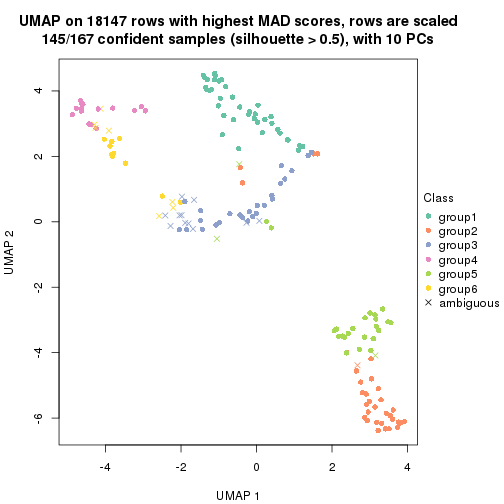 UMAP on 18147 rows with highest MAD scores, rows are scaled
145/167 confident samples (silhouette > 0.5), with 10 PCs
4
2
0
-2
-4
-6
UMAP 2
-4
-2
0
2
4
UMAP 1
Class
group1
group2
group3
group4
group5
group6
ambiguous